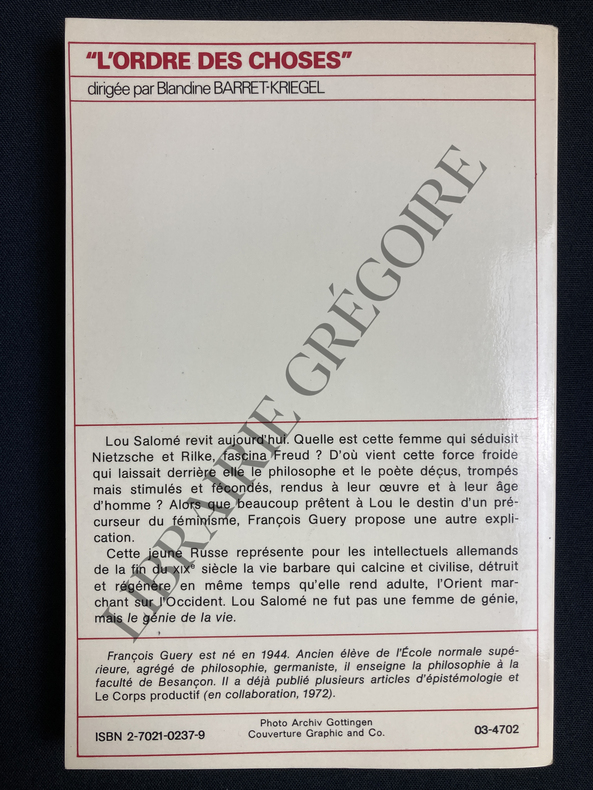 "L'ORDRE DES CHOSES"
dirigée par Blandine BARRET-KRIEGEL
LIBRAIRIE GRÉGOIRE
Lou Salomé revit aujourd'hui. Quelle est cette femme qui séduisit
Nietzsche et Rilke, fascina Freud ? D'où vient cette force froide
qui laissait derrière elle le philosophe et le poète déçus, trompés
mais stimulés et fécondés, rendus à leur œuvre et à leur âge
d'homme ? Alors que beaucoup prêtent à Lou le destin d'un pré-
curseur du féminisme, François Guery propose une autre expli-
cation.
Cette jeune Russe représente pour les intellectuels allemands
de la fin du XIXe siècle la vie barbare qui calcine et civilise, détruit
et régénère en même temps qu'elle rend adulte, l'Orient mar-
chant sur l'Occident. Lou Salomé ne fut pas une femme de génie,
mais le génie de la vie.
François Guery est né en 1944. Ancien élève de l'École normale supé-
rieure, agrégé de philosophie, germaniste, il enseigne la philosophie à la
faculté de Besançon. Il a déjà publié plusieurs articles d'épistémologie et
Le Corps productif (en collaboration, 1972).
ISBN 2-7021-0237-9
Photo Archiv Gottingen
Couverture Graphic and Co.
03-4702